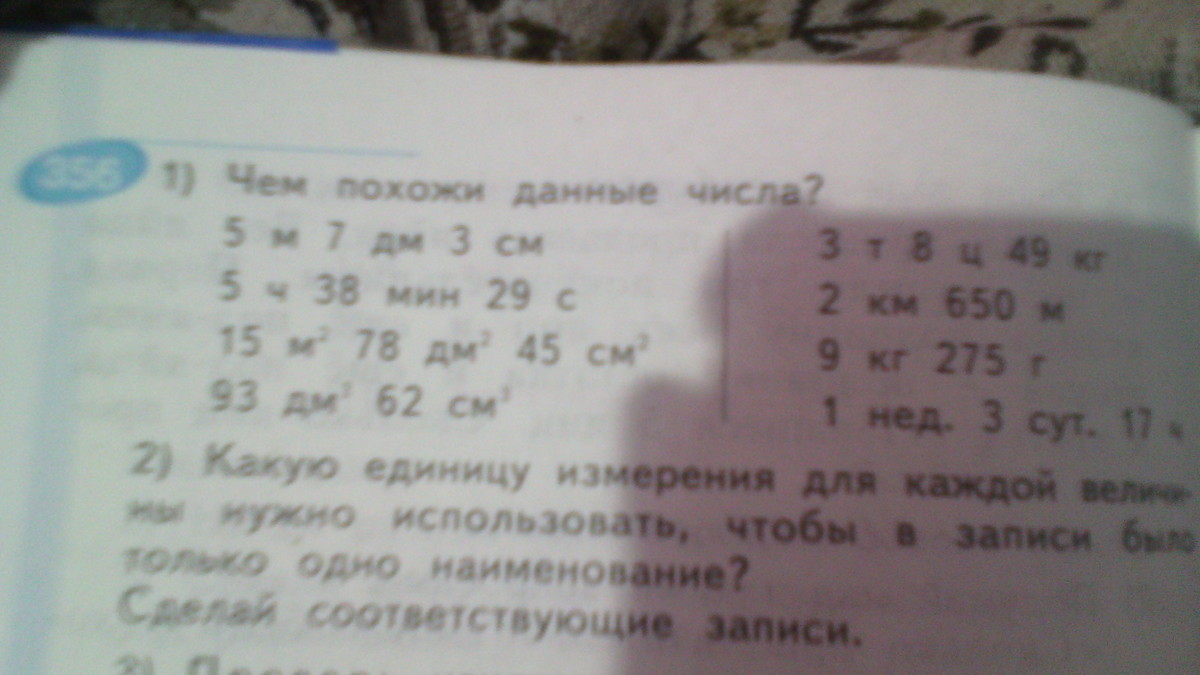 356 1) Чем похожи данные числа?
5 м 7 дм 3 см
5 ч 38 мин 29 с
15 м² 78 дм² 45 см²
93 дм² 62 см²
3 т 8 ц 49 кг
2 км 650 м
9 кг 275 г
1 нед. 3 сут. 17 ч
2) Какую единицу измерения для каждой величи-
ны нужно использовать, чтобы в записи было
только одно наименование?
Сделай соответствующие записи.
3)